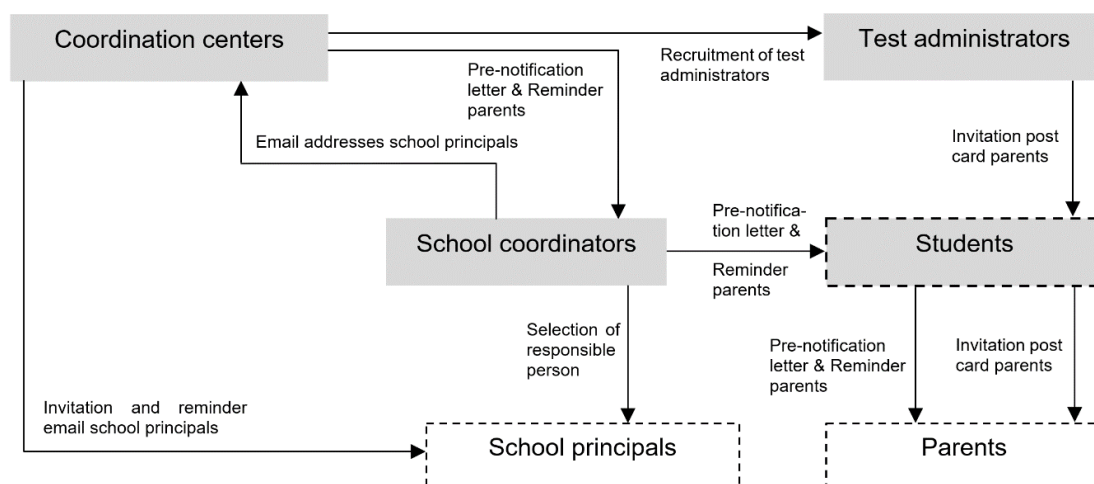 Coordination centers
Test administrators
Recruitment of test
administrators
Pre-notification
letter & Reminder
parents
Email addresses school principals
Invitation post
card parents
School coordinators
Pre-notifica-
tion letter &
Reminder
parents
Students
Selection of
responsible
person
Pre-notification
letter & Reminder
parents
Invitation post
card parents
Invitation and reminder
email school principals
School principals
Parents